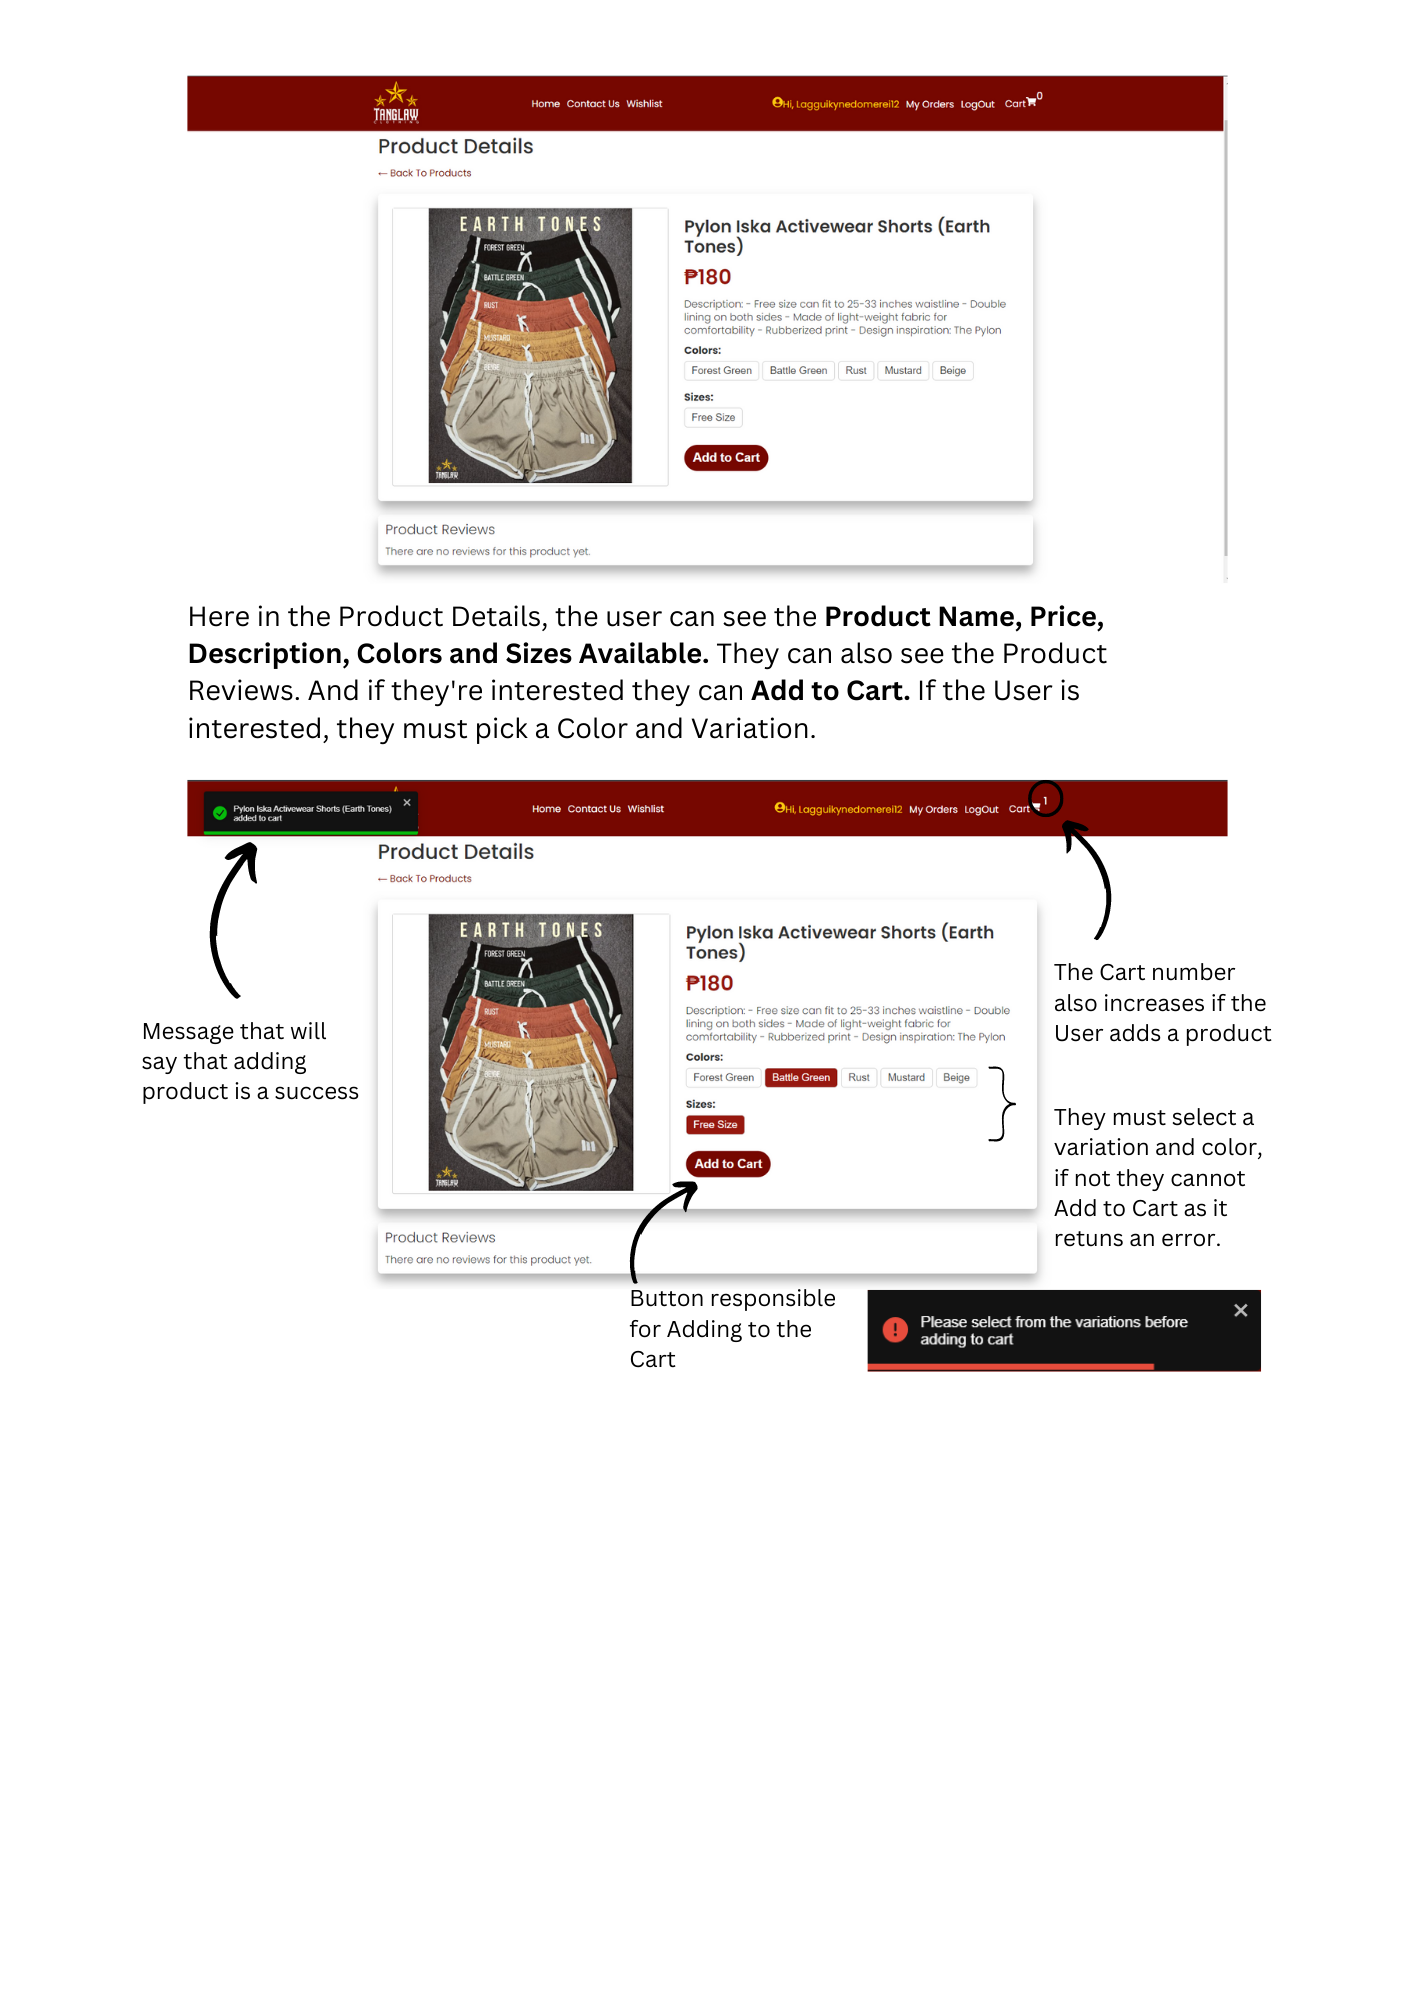 TANGLAW
CLOTHING
Home Contact Us Wishlist
Hi, Lagguikynedomerei12 My Orders LogOut Cart 0
Product Details
← Back To Products
EARTH TONES
FOREST GREEN
BATTLE GREEN
RUST
MUSTARD
BEIGE
TANGLAW
Pylon Iska Activewear Shorts (Earth
Tones)
₱180
Description: - Free size can fit to 25-33 inches waistline - Double
lining on both sides - Made of light-weight fabric for
comfortability - Rubberized print - Design inspiration: The Pylon
Colors:
Forest Green Battle Green Rust Mustard Beige
Sizes:
Free Size
Add to Cart
Product Reviews
There are no reviews for this product yet.
Here in the Product Details, the user can see the Product Name, Price,
Description, Colors and Sizes Available. They can also see the Product
Reviews. And if they're interested they can Add to Cart. If the User is
interested, they must pick a Color and Variation.
Pylon Iska Activewear Shorts (Earth Tones)
added to cart
Home Contact Us Wishlist
Hi, Lagguikynedomerei12 My Orders LogOut Cart 1
Product Details
← Back To Products
EARTH TONES
FOREST GREEN
BATTLE GREEN
RUST
MUSTARD
BEIGE
TANGLAW
Pylon Iska Activewear Shorts (Earth
Tones)
₱180
Description: - Free size can fit to 25-33 inches waistline - Double
lining on both sides - Made of light-weight fabric for
comfortability - Rubberized print - Design inspiration: The Pylon
Colors:
Forest Green Battle Green Rust Mustard Beige
Sizes:
Free Size
Add to Cart
Product Reviews
There are no reviews for this product yet.
Message that will
say that adding
product is a success
The Cart number
also increases if the
User adds a product
They must select a
variation and color,
if not they cannot
Add to Cart as it
retuns an error.
Button responsible
for Adding to the
Cart
Please select from the variations before
adding to cart